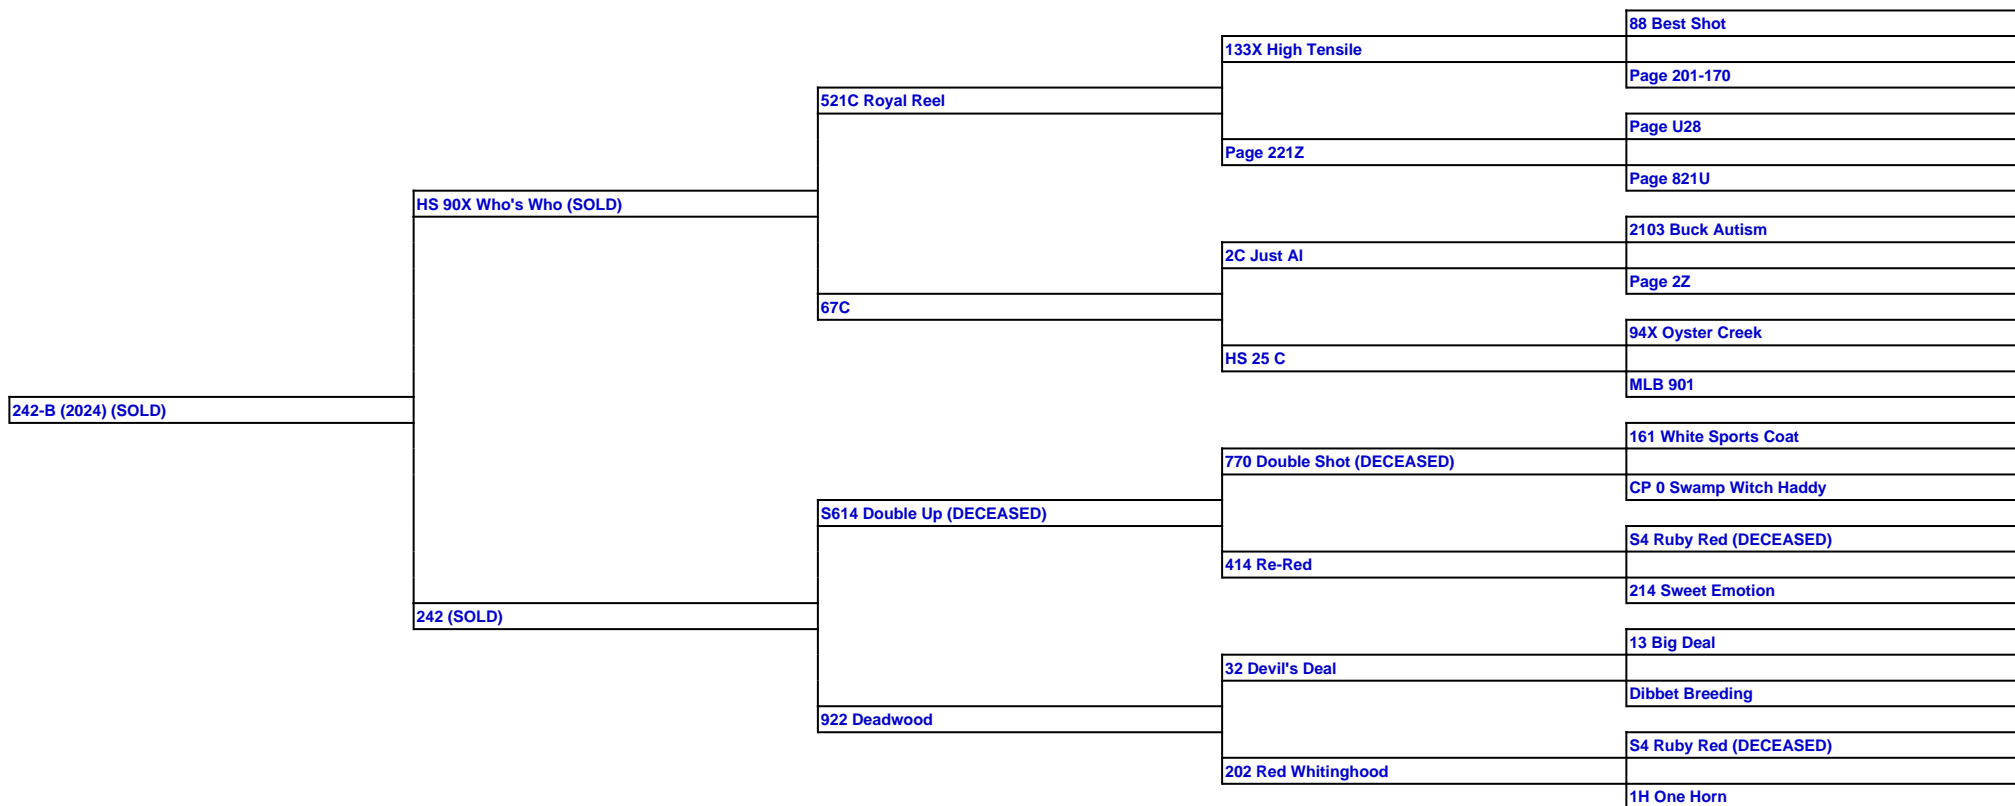 88 Best Shot
133X High Tensile
Page 201-170
521C Royal Reel
Page U28
Page 221Z
Page 821U
HS 90X Who's Who (SOLD)
2103 Buck Autism
2C Just AI
Page 2Z
67C
94X Oyster Creek
HS 25 C
MLB 901
242-B (2024) (SOLD)
161 White Sports Coat
770 Double Shot (DECEASED)
CP 0 Swamp Witch Haddy
S614 Double Up (DECEASED)
S4 Ruby Red (DECEASED)
414 Re-Red
214 Sweet Emotion
242 (SOLD)
13 Big Deal
32 Devil's Deal
Dibbet Breeding
922 Deadwood
S4 Ruby Red (DECEASED)
202 Red Whitinghood
1H One Horn